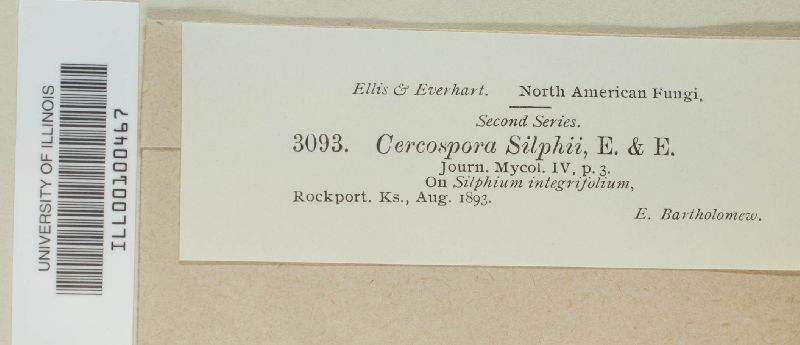 UNIVERSITY OF ILLINOIS
ILL00100467
Ellis & Everhart. North American Fungi,
Second Series.
3093. Cercospora Silphii, E. & E.
Journ. Mycol. IV, p. 3.
On Silphium integrifolium,
Rockport. Ks., Aug. 1893.
E. Bartholomew.